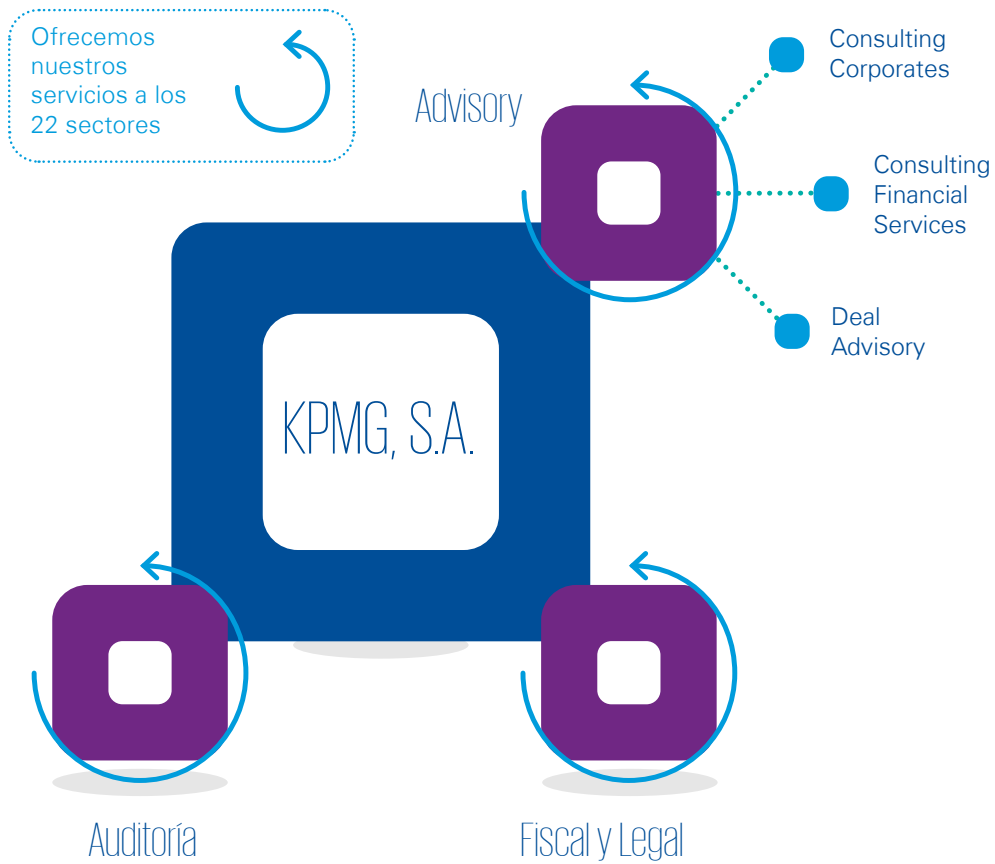 Ofrecemos
nuestros
servicios a los
22 sectores
Advisory
Consulting
Corporates
Consulting
Financial
Services
Deal
Advisory
KPMG, S.A.
Auditoría
Fiscal y Legal